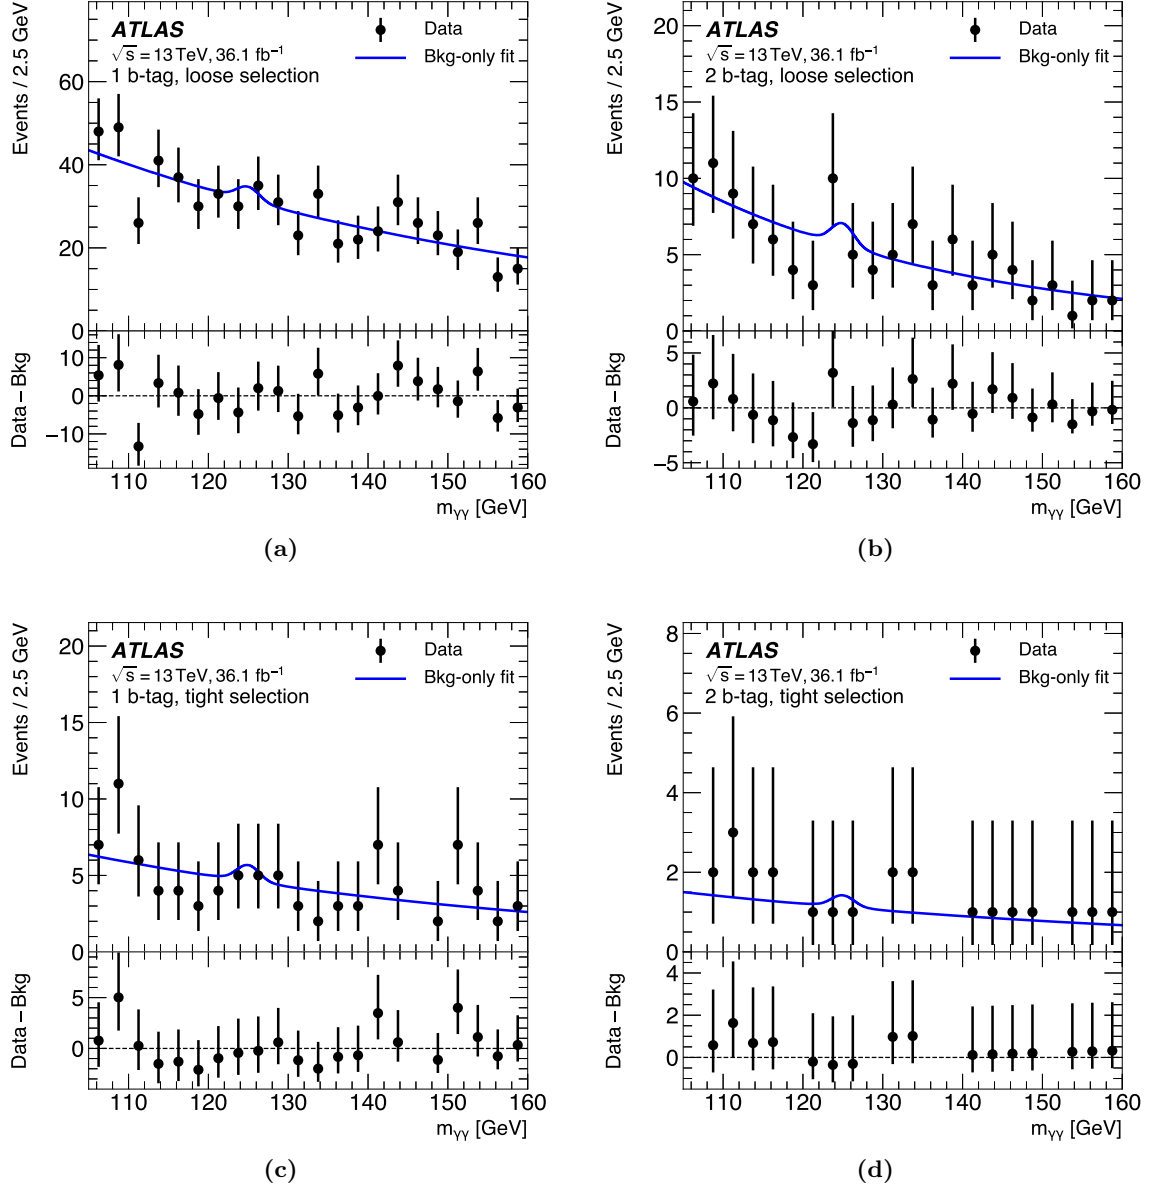 Events / 2.5 GeV
ATLAS
√s = 13 TeV, 36.1 fb⁻¹
1 b-tag, loose selection
Data
Bkg-only fit
60
40
20
0
Data−Bkg
10
0
−10
110 120 130 140 150 160
mγγ [GeV]
(a)
Events / 2.5 GeV
ATLAS
√s = 13 TeV, 36.1 fb⁻¹
2 b-tag, loose selection
Data
Bkg-only fit
20
15
10
5
0
Data−Bkg
5
0
−5
110 120 130 140 150 160
mγγ [GeV]
(b)
Events / 2.5 GeV
ATLAS
√s = 13 TeV, 36.1 fb⁻¹
1 b-tag, tight selection
Data
Bkg-only fit
20
15
10
5
0
Data−Bkg
5
0
110 120 130 140 150 160
mγγ [GeV]
(c)
Events / 2.5 GeV
ATLAS
√s = 13 TeV, 36.1 fb⁻¹
2 b-tag, tight selection
Data
Bkg-only fit
8
6
4
2
0
Data−Bkg
4
2
0
110 120 130 140 150 160
mγγ [GeV]
(d)